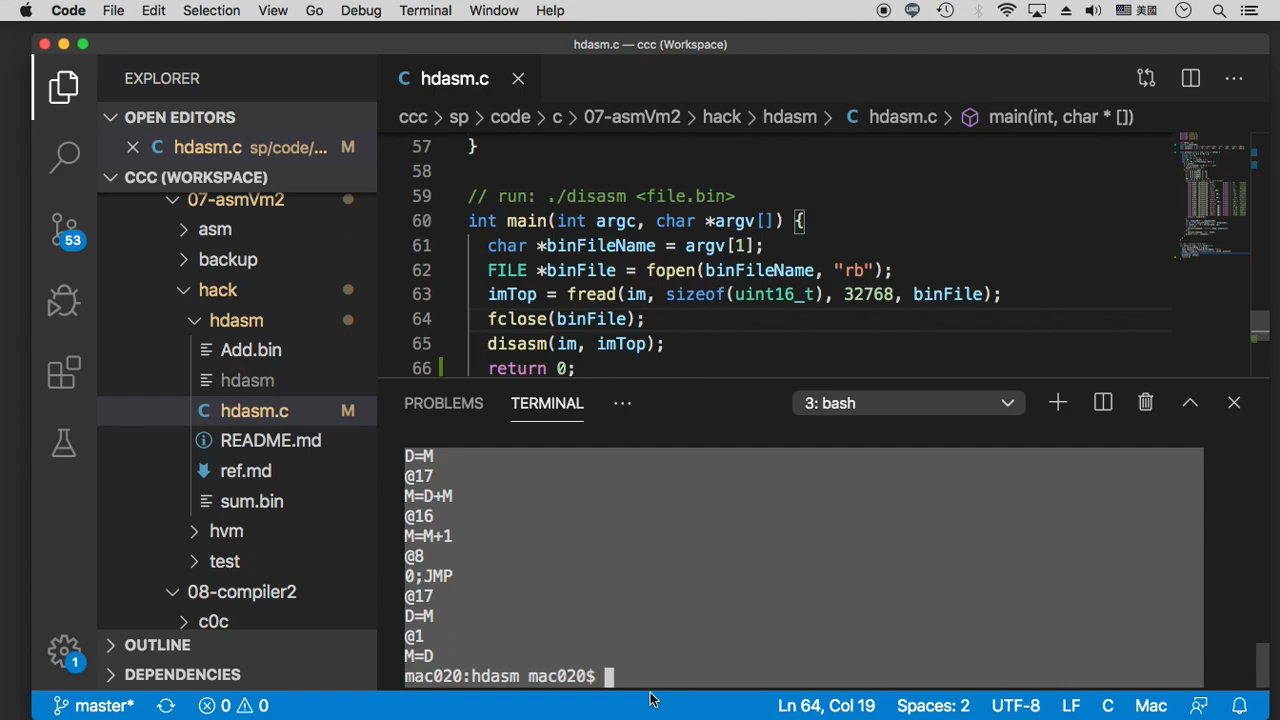 Code File Edit Selection View Go Debug Terminal Window Help 美國
hdasm.c — ccc (Workspace)
EXPLORER
OPEN EDITORS
C hdasm.c sp/code/... M
CCC (WORKSPACE)
07-asmVm2
asm
backup
hack
hdasm
Add.bin
hdasm
C hdasm.c M
README.md
ref.md
sum.bin
hvm
test
08-compiler2
c0c
OUTLINE
DEPENDENCIES
53
1
C hdasm.c
ccc > sp > code > c > 07-asmVm2 > hack > hdasm > C hdasm.c > main(int, char * [])
57 }
58
59 // run: ./disasm <file.bin>
60 int main(int argc, char *argv[]) {
61 char *binFileName = argv[1];
62 FILE *binFile = fopen(binFileName, "rb");
63 imTop = fread(im, sizeof(uint16_t), 32768, binFile);
64 fclose(binFile);
65 disasm(im, imTop);
66 return 0;
PROBLEMS TERMINAL ... 3: bash
D=M
@17
M=D+M
@16
M=M+1
@8
0;JMP
@17
D=M
@1
M=D
mac020:hdasm mac020$
master* 0 0 Ln 64, Col 19 Spaces: 2 UTF-8 LF C Mac